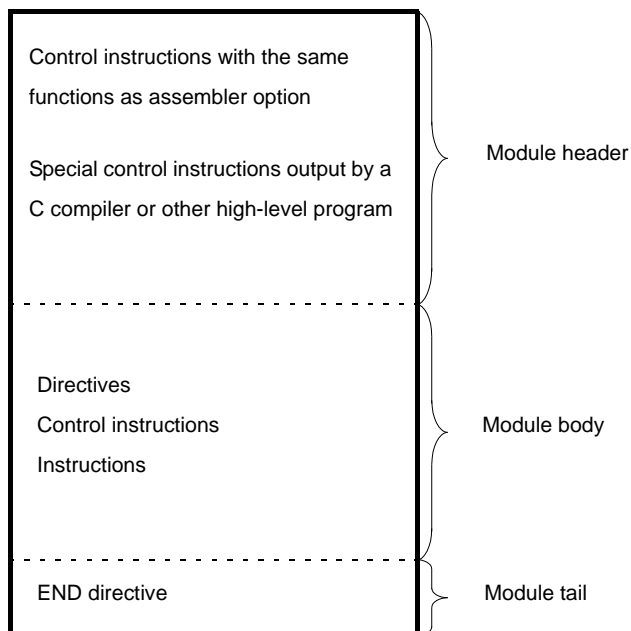 Control instructions with the same
functions as assembler option
Special control instructions output by a
C compiler or other high-level program
Module header
Directives
Control instructions
Instructions
Module body
END directive
Module tail